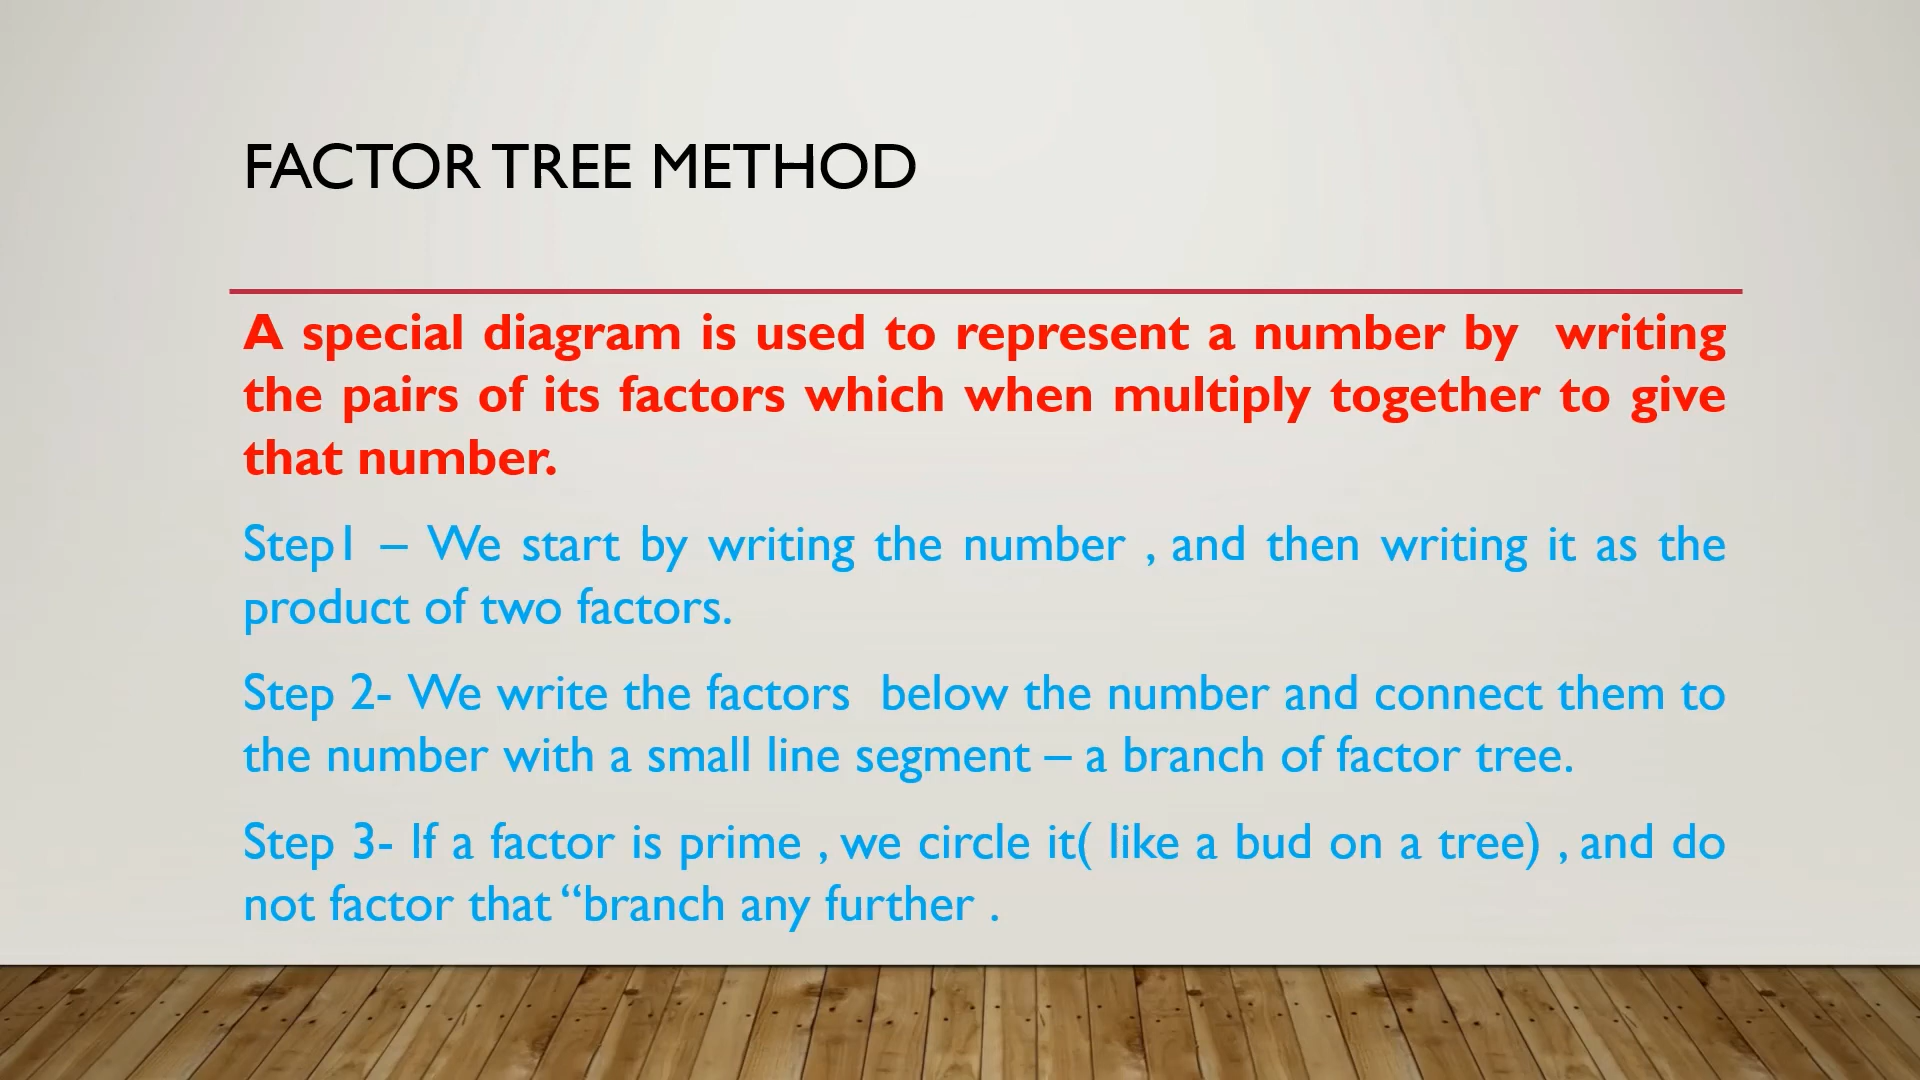 FACTOR TREE METHOD
A special diagram is used to represent a number by writing
the pairs of its factors which when multiply together to give
that number.
Step1 – We start by writing the number , and then writing it as the
product of two factors.
Step 2- We write the factors below the number and connect them to
the number with a small line segment – a branch of factor tree.
Step 3- If a factor is prime , we circle it( like a bud on a tree) , and do
not factor that “branch any further .